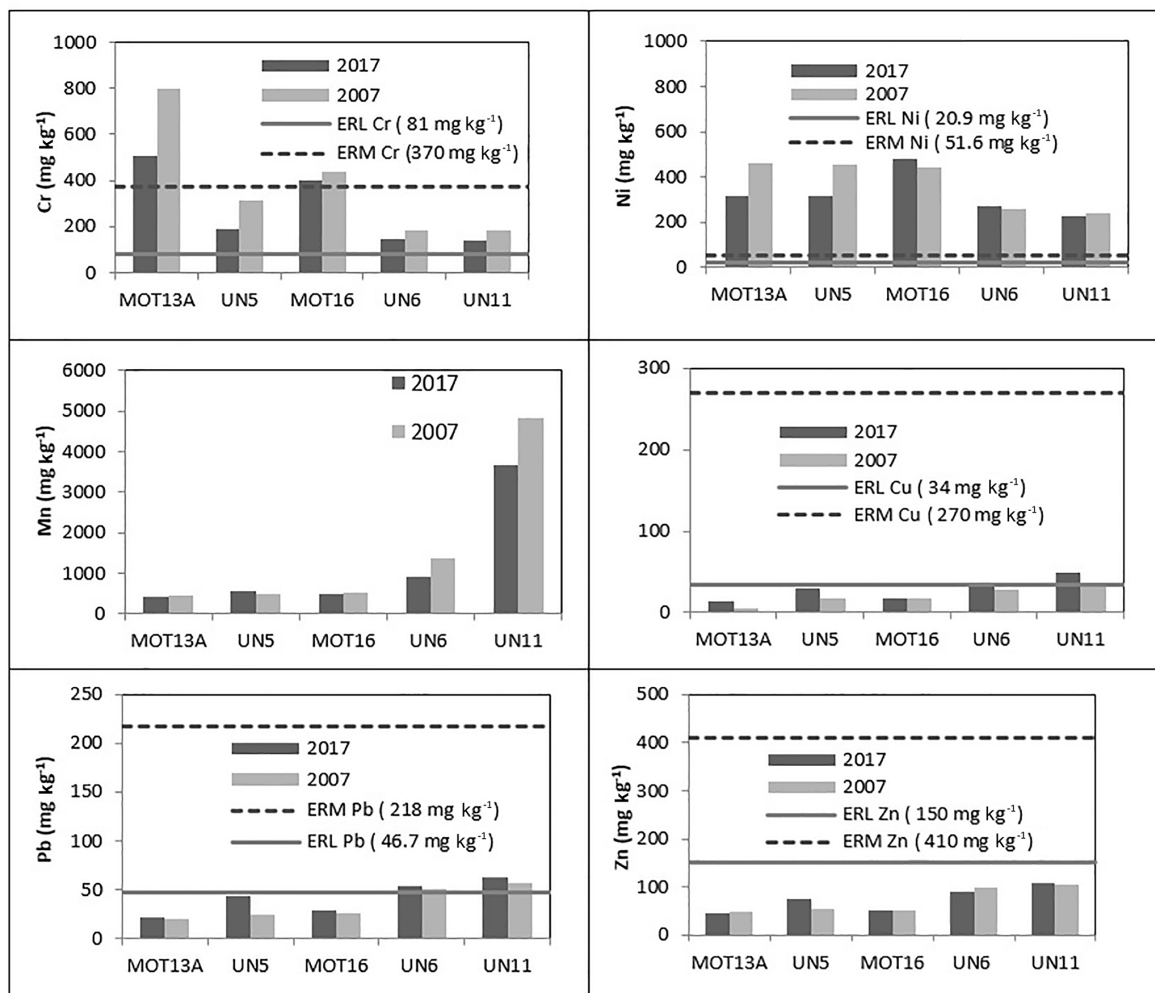 1000
800
600
400
200
0
Cr (mg kg-1)
2017
2007
ERL Cr ( 81 mg kg-1)
ERM Cr (370 mg kg-1)
MOT13A UN5 MOT16 UN6 UN11
1000
800
600
400
200
0
Ni (mg kg-1)
2017
2007
ERL Ni ( 20.9 mg kg-1)
ERM Ni ( 51.6 mg kg-1)
MOT13A UN5 MOT16 UN6 UN11
6000
5000
4000
3000
2000
1000
0
Mn (mg kg-1)
2017
2007
MOT13A UN5 MOT16 UN6 UN11
300
200
100
0
Cu (mg kg-1)
2017
2007
ERL Cu ( 34 mg kg-1)
ERM Cu ( 270 mg kg-1)
MOT13A UN5 MOT16 UN6 UN11
250
200
150
100
50
0
Pb (mg kg-1)
2017
2007
ERM Pb ( 218 mg kg-1)
ERL Pb ( 46.7 mg kg-1)
MOT13A UN5 MOT16 UN6 UN11
500
400
300
200
100
0
Zn (mg kg-1)
2017
2007
ERL Zn ( 150 mg kg-1)
ERM Zn ( 410 mg kg-1)
MOT13A UN5 MOT16 UN6 UN11